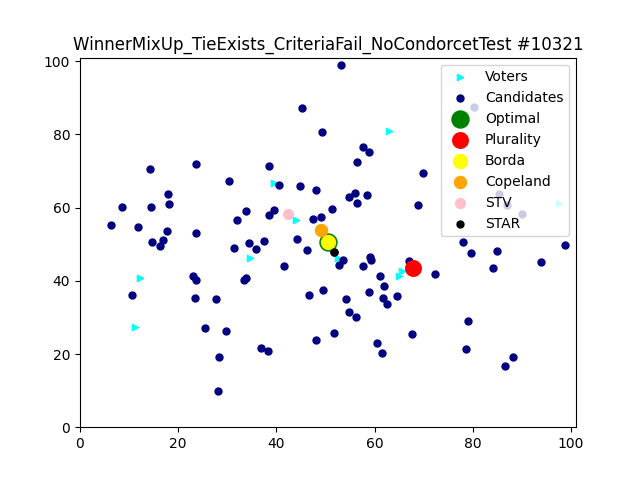 WinnerMixUp_TieExists_CriteriaFail_NoCondorcetTest #10321
100
80
60
40
20
0
0 20 40 60 80 100
Voters
Candidates
Optimal
Plurality
Borda
Copeland
STV
STAR